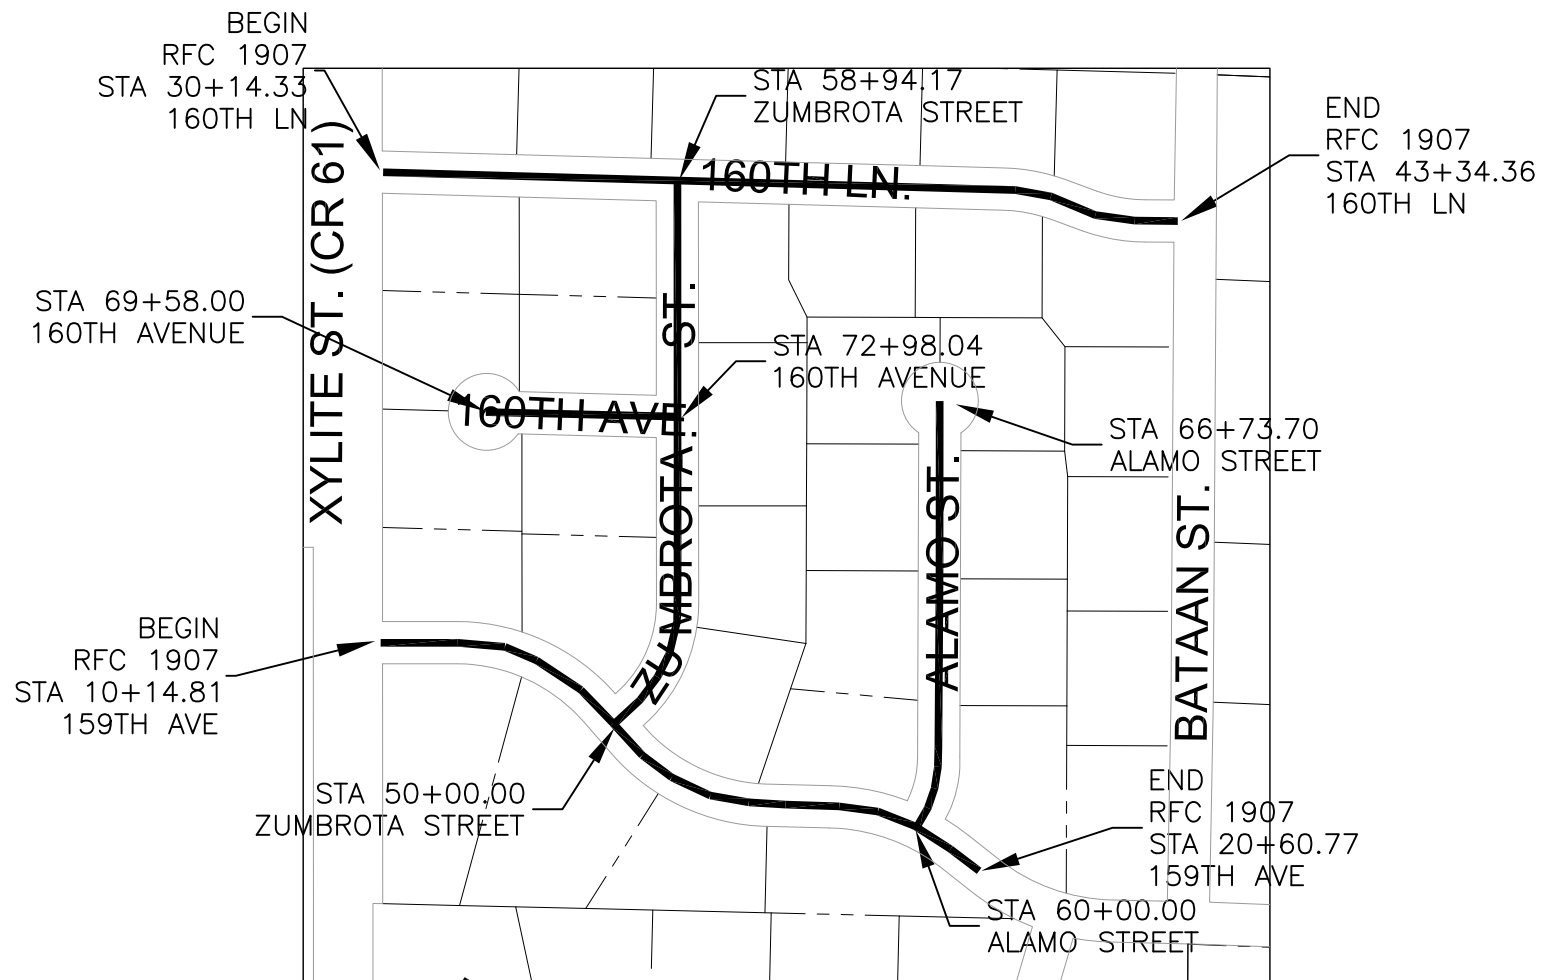 BEGIN
RFC 1907
STA 30+14.33
160TH LN
STA 58+94.17
ZUMBROTA STREET
END
RFC 1907
STA 43+34.36
160TH LN
160TH LN.
XYLITE ST. (CR 61)
STA 69+58.00
160TH AVENUE
STA 72+98.04
160TH AVENUE
160TH AVE.
ZUMBROTA ST.
STA 66+73.70
ALAMO STREET
ALAMO ST.
BATAAN ST.
BEGIN
RFC 1907
STA 10+14.81
159TH AVE
STA 50+00.00
ZUMBROTA STREET
END
RFC 1907
STA 20+60.77
159TH AVE
STA 60+00.00
ALAMO STREET